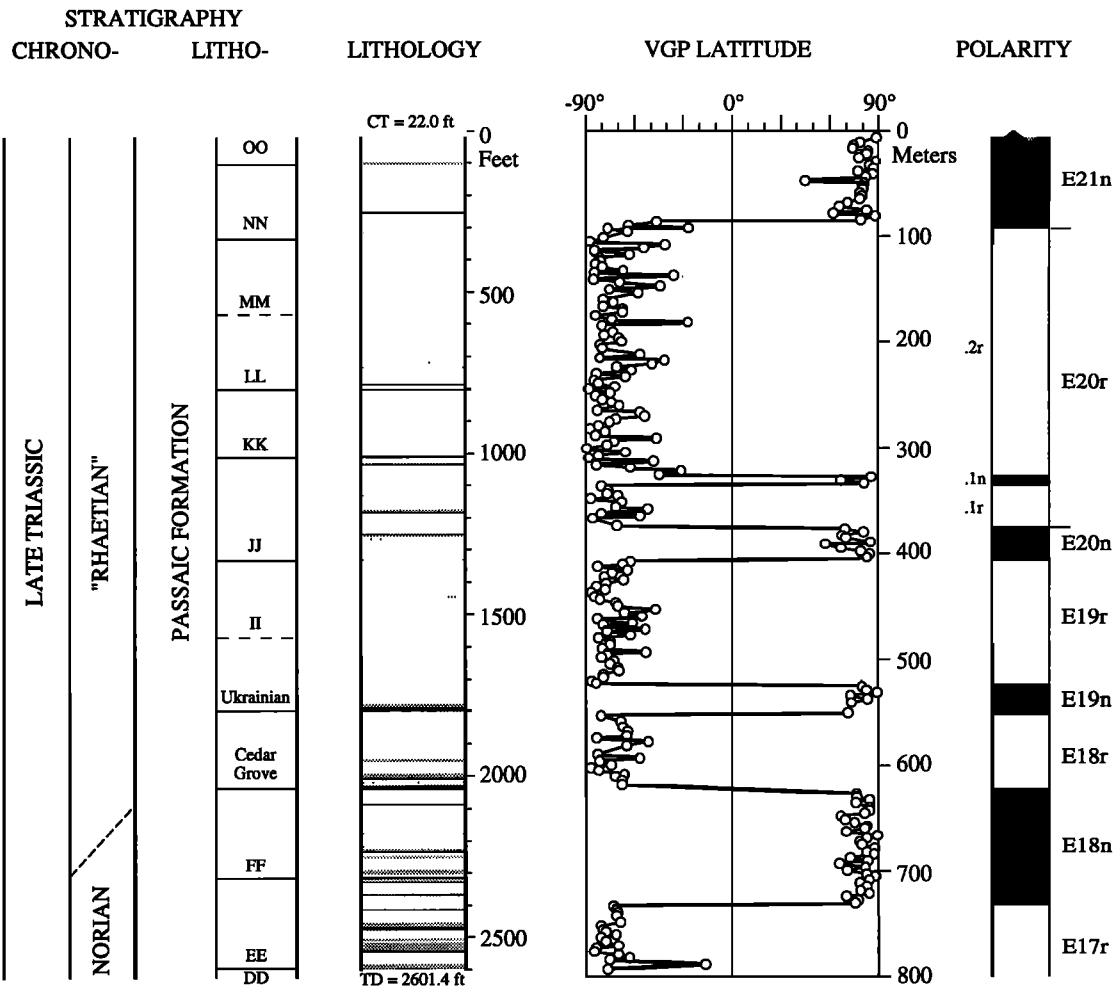 STRATIGRAPHY
CHRONO- LITHO- LITHOLOGY VGP LATITUDE POLARITY
-90° 0° 90°
CT = 22.0 ft
0
Feet
500
1000
1500
2000
2500
TD = 2601.4 ft
LATE TRIASSIC
"RHAETIAN"
NORIAN
PASSAIC FORMATION
OO
NN
MM
LL
KK
JJ
II
Ukrainian
Cedar
Grove
FF
EE
DD
0
Meters
100
200
300
400
500
600
700
800
.2r
.1n
.1r
E21n
E20r
E20n
E19r
E19n
E18r
E18n
E17r